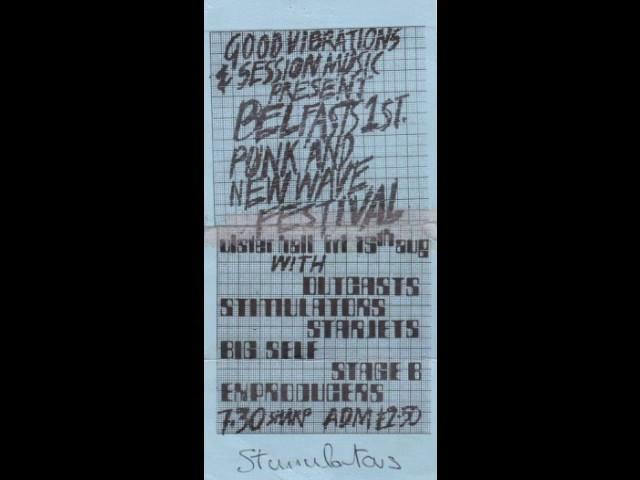 GOOD VIBRATIONS
& SESSION MUSIC
PRESENT
BELFASTS 1ST.
PUNK AND
NEW WAVE
FESTIVAL
ulster hall fri 15th aug
WITH
OUTCASTS
STIMULATORS
STARJETS
BIG SELF
STAGE B
EXPRODUCERS
7.30 SHARP ADM £2.50
Stimulators